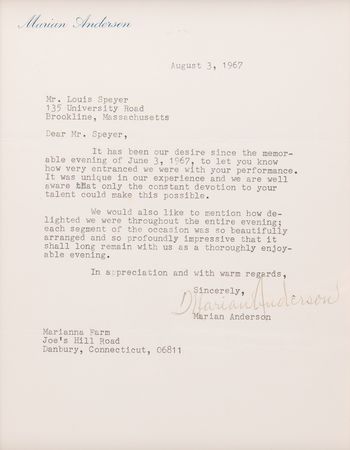 Marian Anderson
August 3, 1967
Mr. Louis Speyer
135 University Road
Brookline, Massachusetts
Dear Mr. Speyer,
It has been our desire since the memor-
able evening of June 3, 1967, to let you know
how very entranced we were with your performance.
It was unique in our experience and we are well
aware that only the constant devotion to your
talent could make this possible.
We would also like to mention how de-
lighted we were throughout the entire evening;
each segment of the occasion was so beautifully
arranged and so profoundly impressive that it
shall long remain with us as a thoroughly enjoy-
able evening.
In appreciation and with warm regards,
Sincerely,
Marian Anderson
Marian Anderson
Marianna Farm
Joe's Hill Road
Danbury, Connecticut, 06811